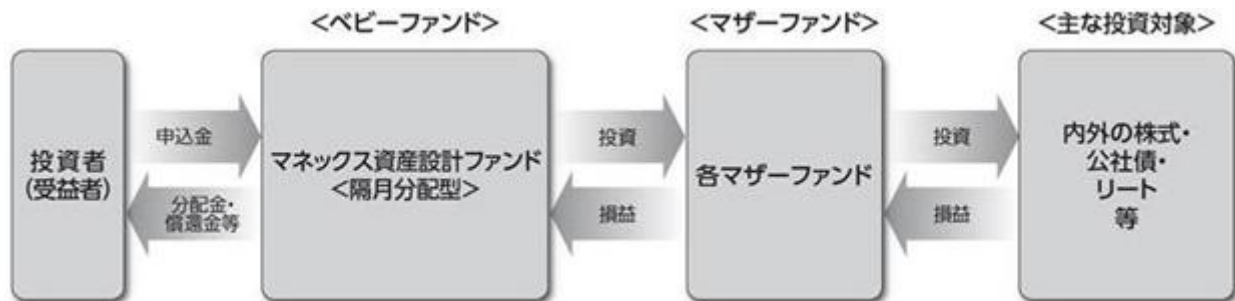 <ベビーファンド>
<マザーファンド>
<主な投資対象>
投資者
(受益者)
申込金
分配金・
償還金等
マネックス資産設計ファンド
<隔月分配型>
投資
損益
各マザーファンド
投資
損益
内外の株式・
公社債・
リート
等